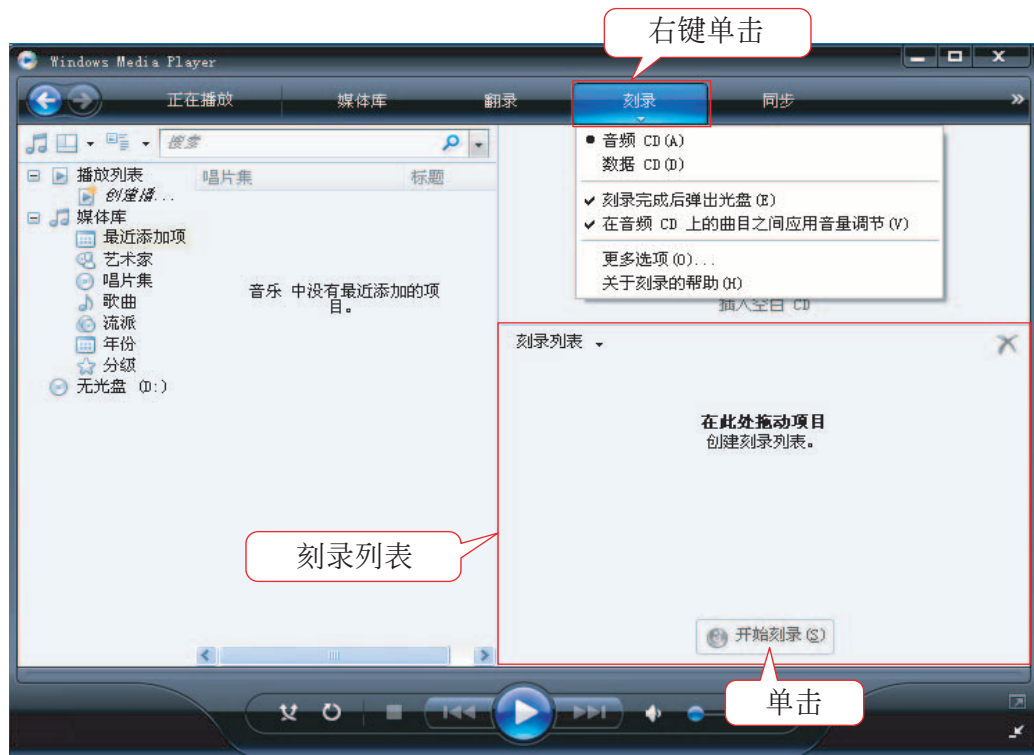 右键单击
Windows Media Player
正在播放 媒体库 翻录 刻录 同步 »
搜索
播放列表
创建播...
媒体库
最近添加项
艺术家
唱片集
歌曲
流派
年份
分级
无光盘 (D:)
唱片集 标题
音乐 中没有最近添加的项
目。
音频 CD(A)
数据 CD(D)
刻录完成后弹出光盘(E)
在音频 CD 上的曲目之间应用音量调节(V)
更多选项(O)...
关于刻录的帮助(H)
插入空白 CD
刻录列表
在此处拖动项目
创建刻录列表。
刻录列表
开始刻录(S)
单击